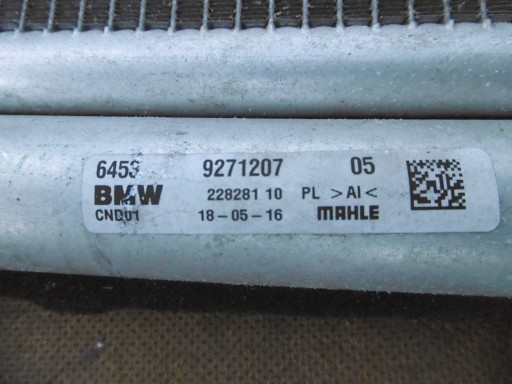 6453 9271207 05
BMW 228281 10 PL >Al<
CND01 18-05-16 MAHLE